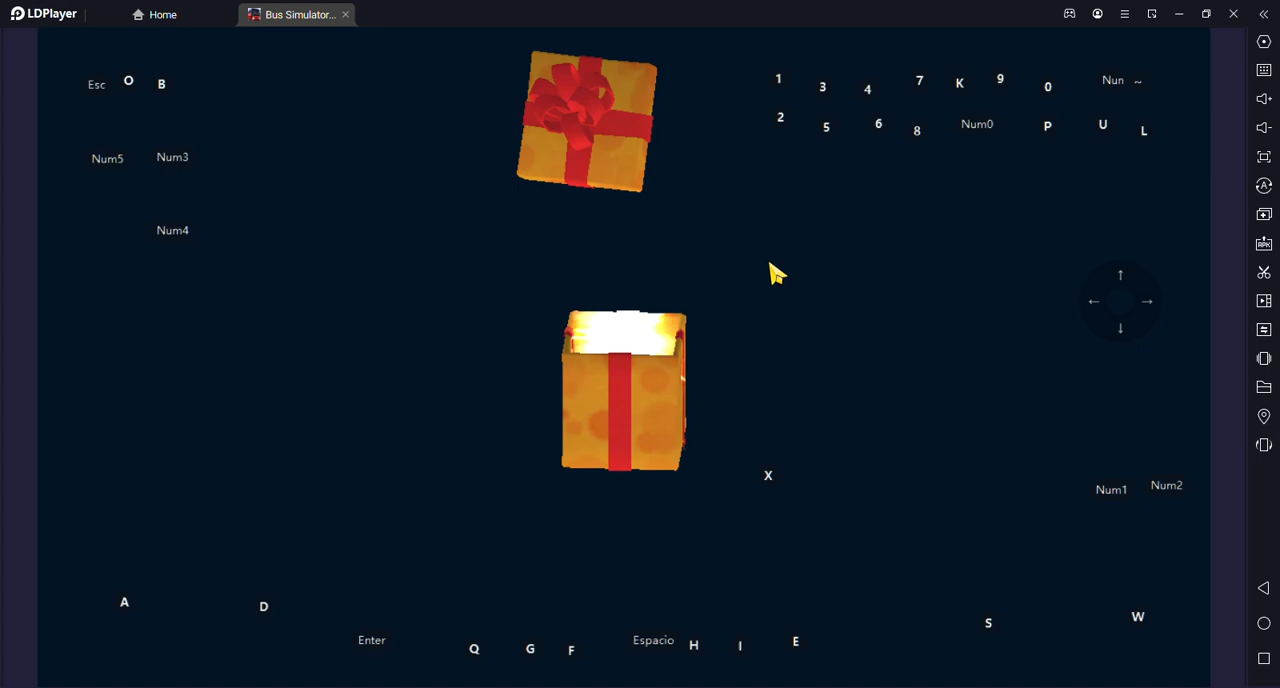 LDPlayer
Home
Bus Simulator...
Esc O B
1 3 4 7 K 9 0 Nun ~
2 5 6 8 Num0 P U L
Num5 Num3
Num4
X
Num1 Num2
A D
S W
Enter Q G F Espacio H I E